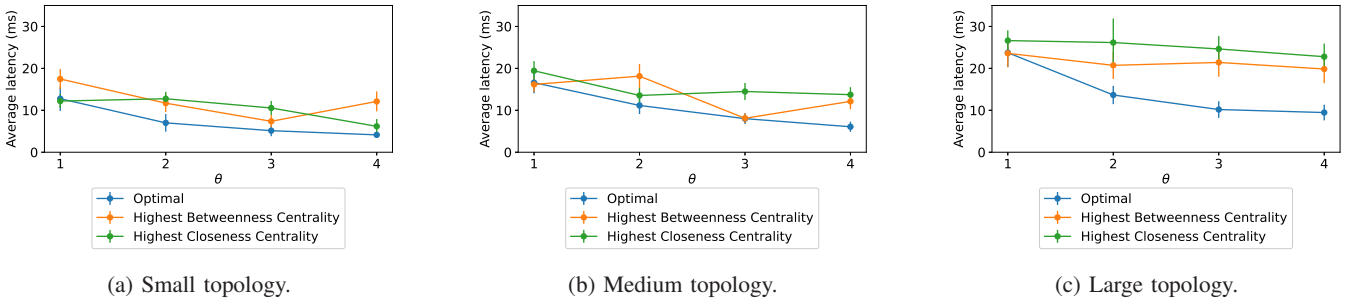 Average latency (ms)
30
20
10
0
1
2
3
4
θ
Optimal
Highest Betweenness Centrality
Highest Closeness Centrality
(a) Small topology.
Average latency (ms)
30
20
10
0
1
2
3
4
θ
Optimal
Highest Betweenness Centrality
Highest Closeness Centrality
(b) Medium topology.
Average latency (ms)
30
20
10
0
1
2
3
4
θ
Optimal
Highest Betweenness Centrality
Highest Closeness Centrality
(c) Large topology.